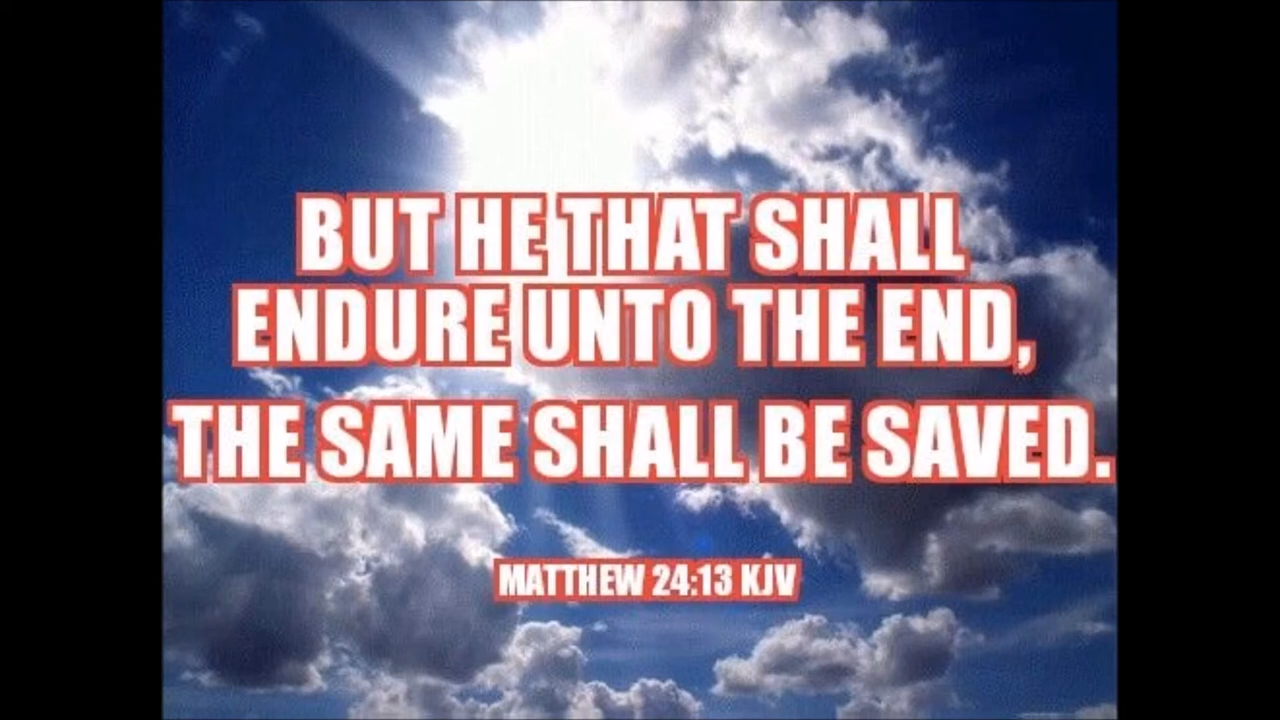 BUT HE THAT SHALL
ENDURE UNTO THE END,
THE SAME SHALL BE SAVED.
MATTHEW 24:13 KJV